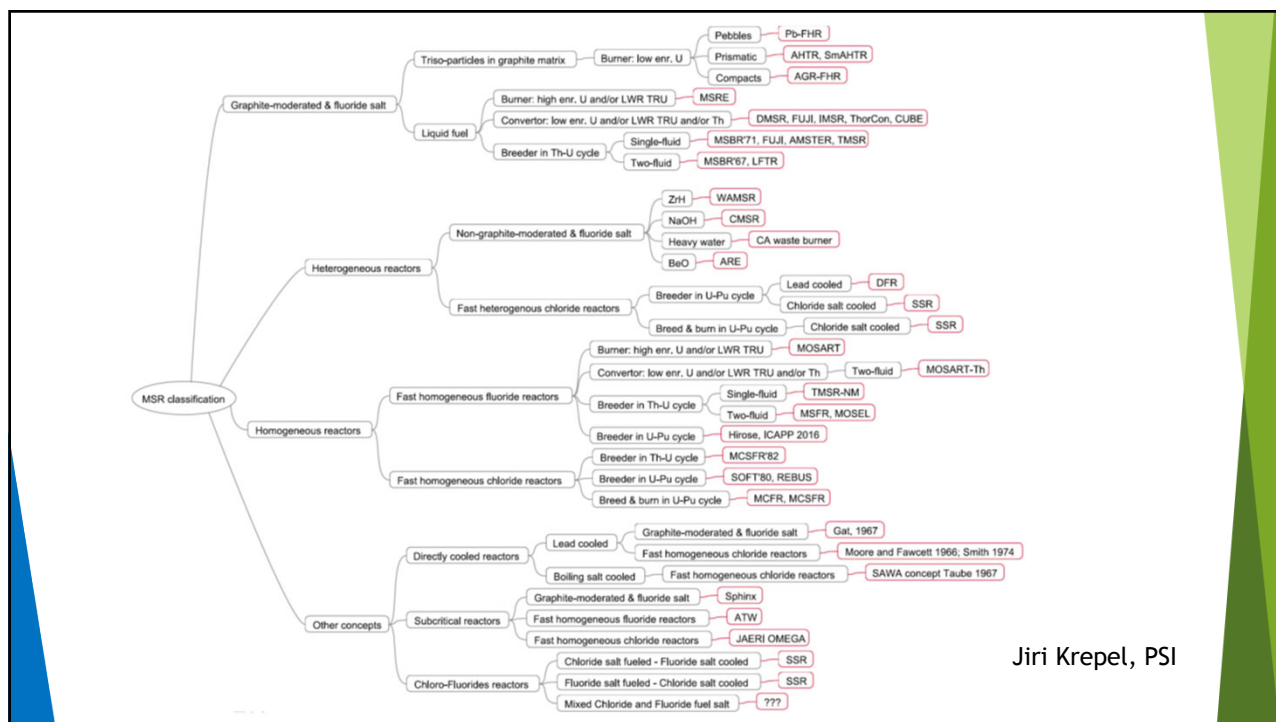 Pebbles
Pb-FHR
Triso-particles in graphite matrix
Burner: low enr. U
Prismatic
AHTR, SmAHTR
Compacts
AGR-FHR
Graphite-moderated & fluoride salt
Burner: high enr. U and/or LWR TRU
MSRE
Liquid fuel
Convertor: low enr. U and/or LWR TRU and/or Th
DMSR, FUJI, IMSR, ThorCon, CUBE
Breeder in Th-U cycle
Single-fluid
MSBR'71, FUJI, AMSTER, TMSR
Two-fluid
MSBR'67, LFTR
ZrH
WAMSR
Non-graphite-moderated & fluoride salt
NaOH
CMSR
Heavy water
CA waste burner
BeO
ARE
Heterogeneous reactors
Fast heterogenous chloride reactors
Breeder in U-Pu cycle
Lead cooled
DFR
Chloride salt cooled
SSR
Breed & burn in U-Pu cycle
Chloride salt cooled
SSR
MSR classification
Homogeneous reactors
Fast homogeneous fluoride reactors
Burner: high enr. U and/or LWR TRU
MOSART
Convertor: low enr. U and/or LWR TRU and/or Th
Two-fluid
MOSART-Th
Breeder in Th-U cycle
Single-fluid
TMSR-NM
Two-fluid
MSFR, MOSEL
Breeder in U-Pu cycle
Hirose, ICAPP 2016
Fast homogeneous chloride reactors
Breeder in Th-U cycle
MCSFR'82
Breeder in U-Pu cycle
SOFT'80, REBUS
Breed & burn in U-Pu cycle
MCFR, MCSFR
Other concepts
Directly cooled reactors
Lead cooled
Graphite-moderated & fluoride salt
Gat, 1967
Fast homogeneous chloride reactors
Moore and Fawcett 1966; Smith 1974
Boiling salt cooled
Fast homogeneous chloride reactors
SAWA concept Taube 1967
Subcritical reactors
Graphite-moderated & fluoride salt
Sphinx
Fast homogeneous fluoride reactors
ATW
Fast homogeneous chloride reactors
JAERI OMEGA
Chloro-Fluorides reactors
Chloride salt fueled - Fluoride salt cooled
SSR
Fluoride salt fueled - Chloride salt cooled
SSR
Mixed Chloride and Fluoride fuel salt
???
Jiri Krepel, PSI